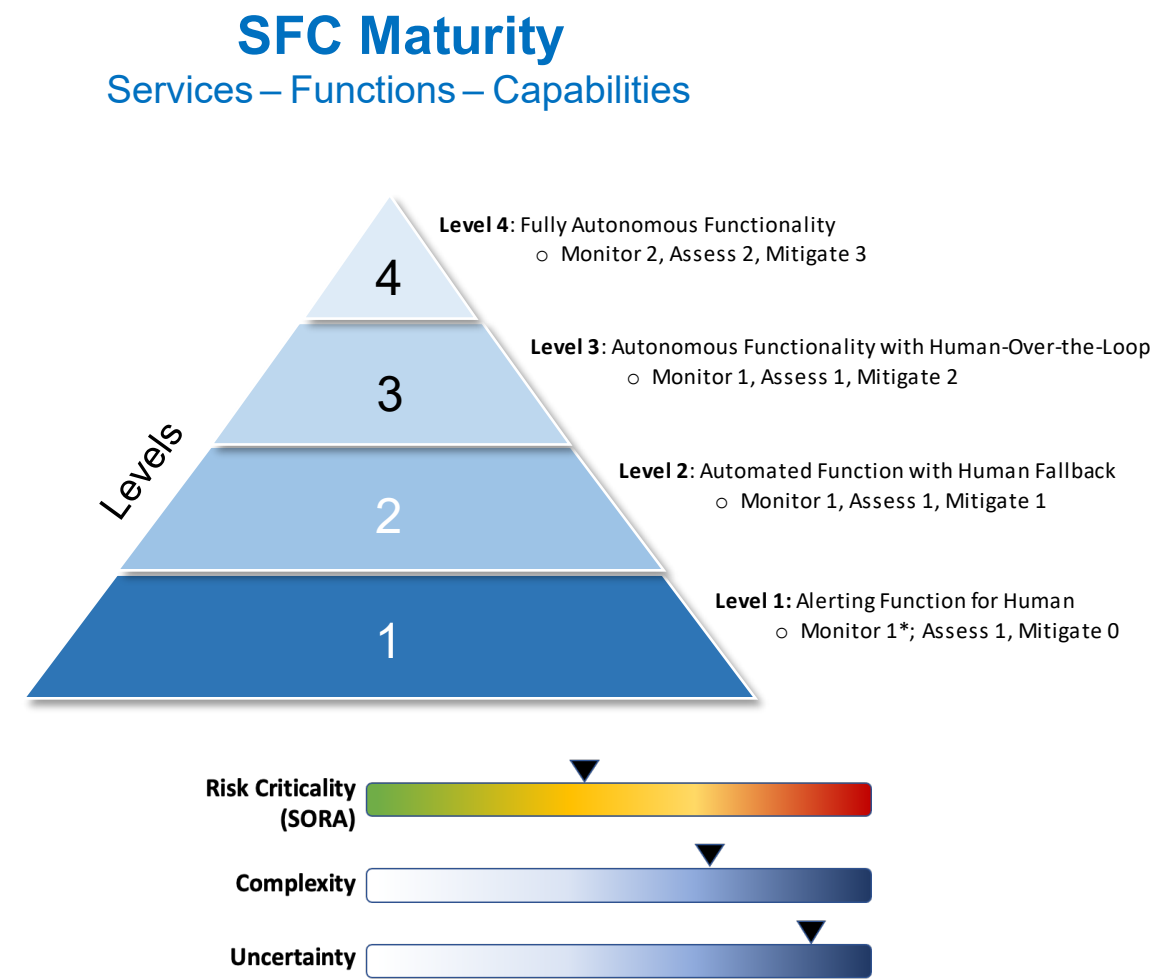 SFC Maturity
Services – Functions – Capabilities
Level 4: Fully Autonomous Functionality
o Monitor 2, Assess 2, Mitigate 3
4
Level 3: Autonomous Functionality with Human-Over-the-Loop
o Monitor 1, Assess 1, Mitigate 2
3
Levels
Level 2: Automated Function with Human Fallback
o Monitor 1, Assess 1, Mitigate 1
2
Level 1: Alerting Function for Human
o Monitor 1*; Assess 1, Mitigate 0
1
Risk Criticality
(SORA)
Complexity
Uncertainty